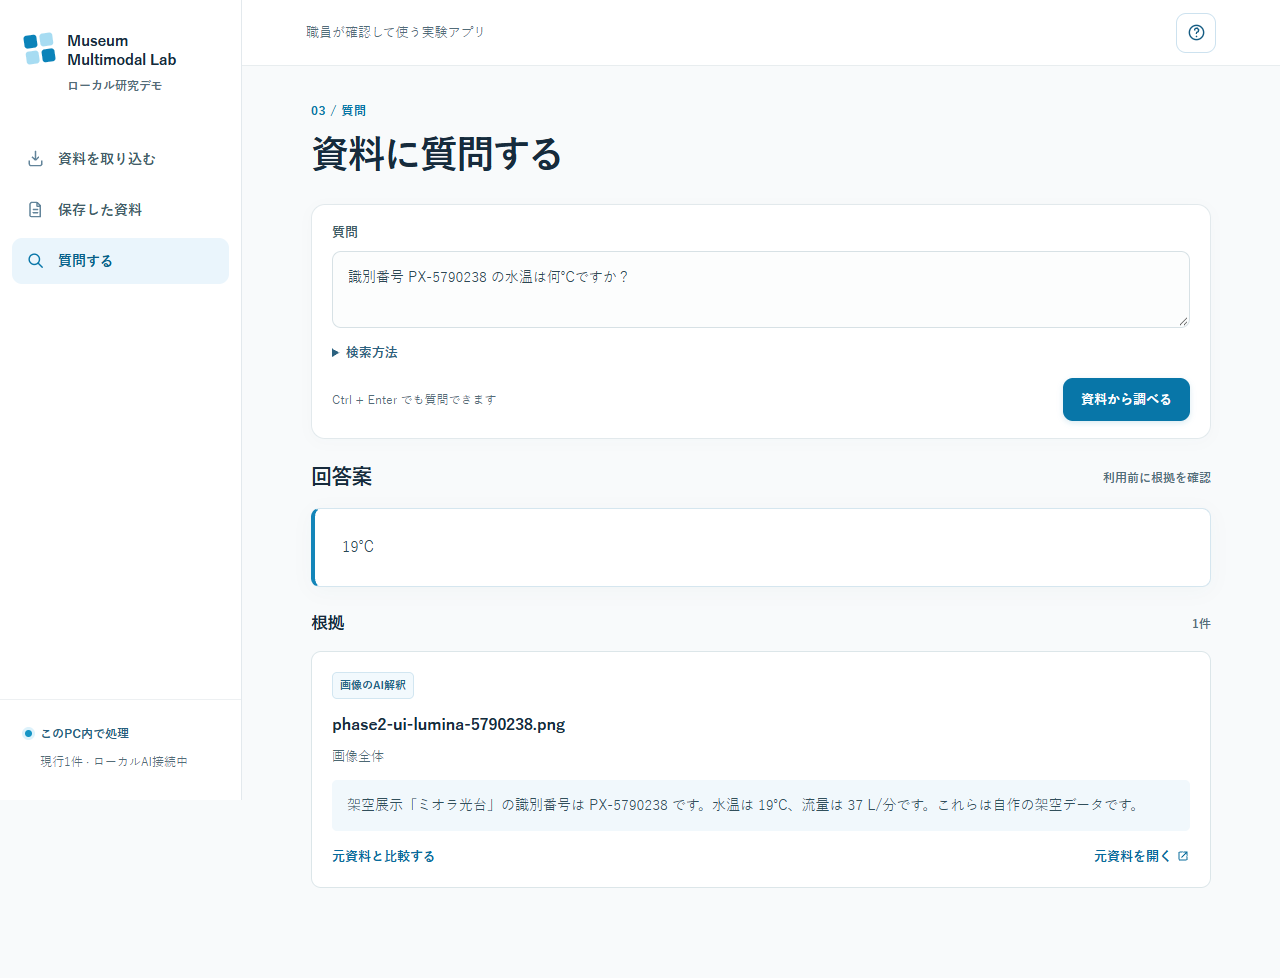 Museum
Multimodal Lab
ローカル研究デモ
資料を取り込む
保存した資料
質問する
このPC内で処理
現行1件 · ローカルAI接続中
職員が確認して使う実験アプリ
03 / 質問
資料に質問する
質問
識別番号 PX-5790238 の水温は何°Cですか？
検索方法
Ctrl + Enter でも質問できます
資料から調べる
回答案
利用前に根拠を確認
19°C
根拠
1件
画像のAI解釈
phase2-ui-lumina-5790238.png
画像全体
架空展示「ミオラ光台」の識別番号は PX-5790238 です。水温は 19°C、流量は 37 L/分です。これらは自作の架空データです。
元資料と比較する
元資料を開く